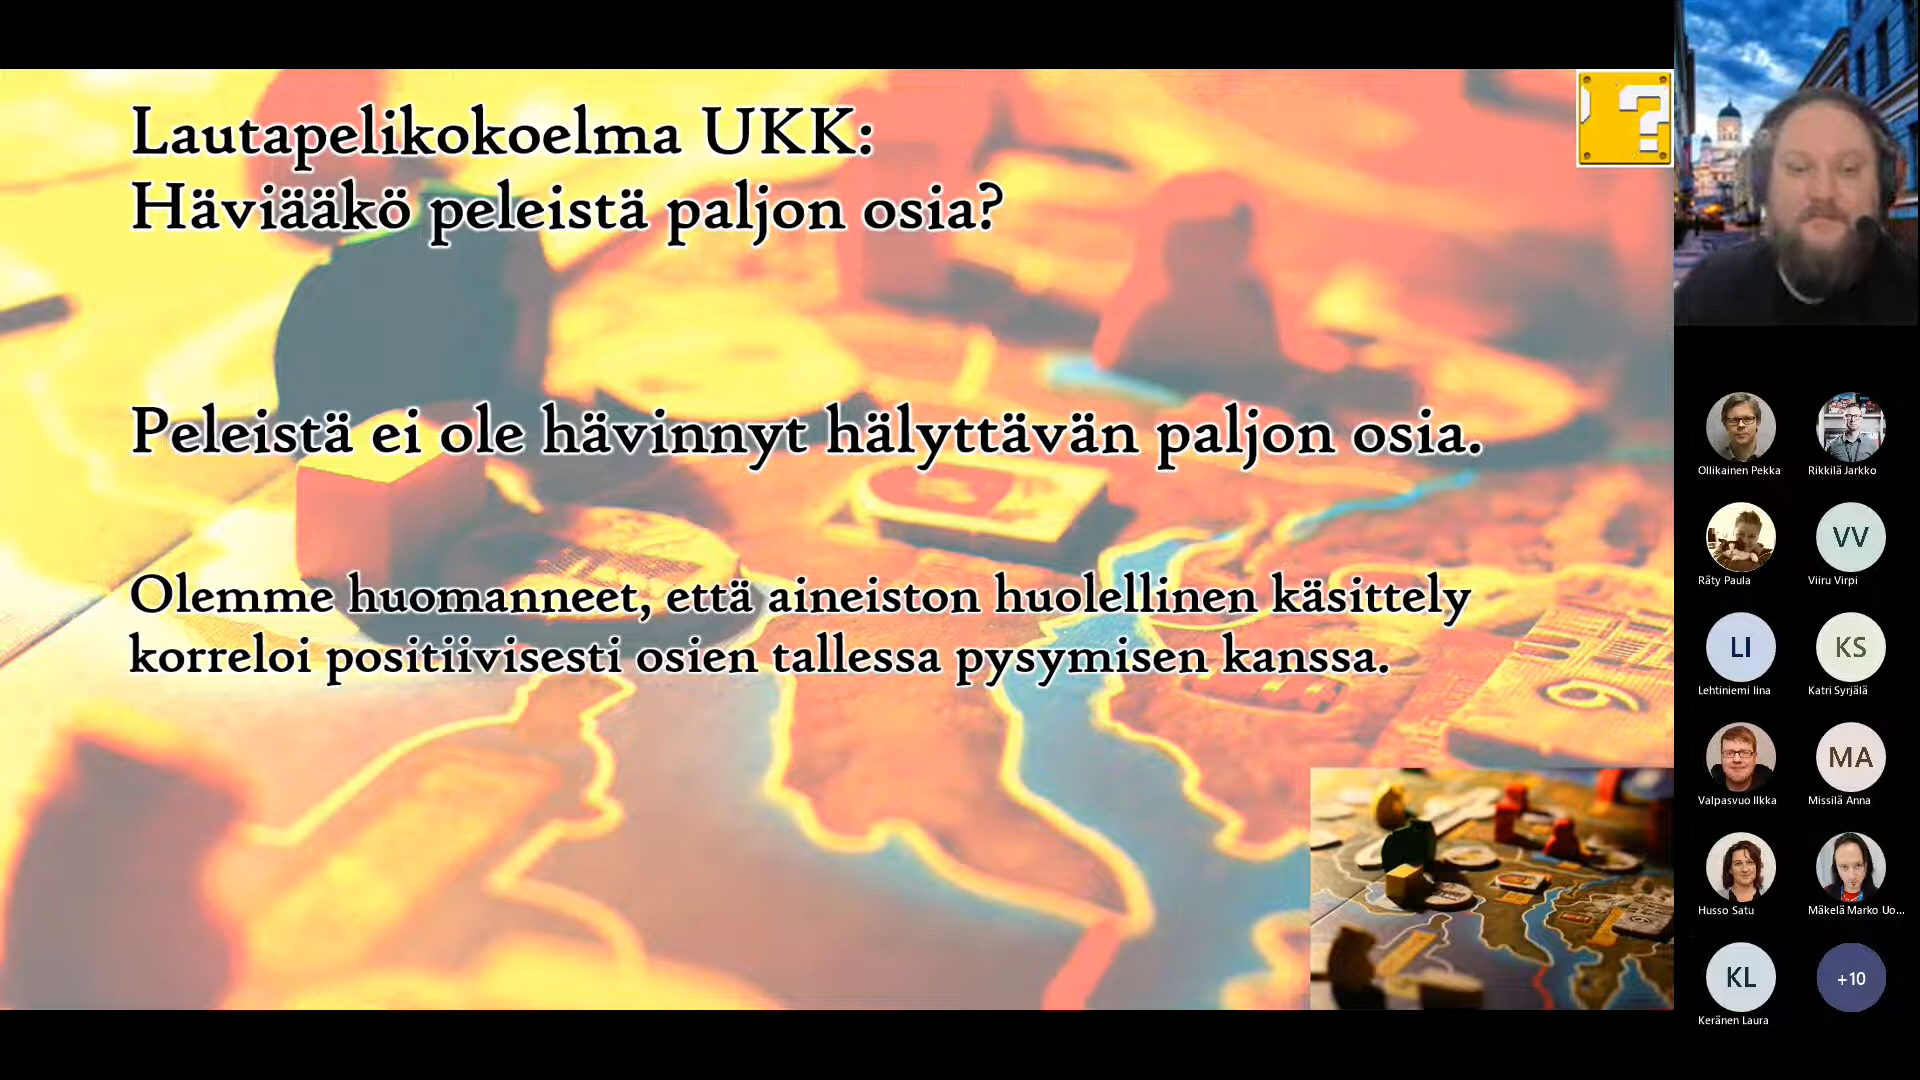 Lautapelikokoelma UKK:
Häviääkö peleistä paljon osia?
?
Peleistä ei ole hävinnyt hälyttävän paljon osia.
Olemme huomanneet, että aineiston huolellinen käsittely
korreloi positiivisesti osien tallessa pysymisen kanssa.
9
Ollikainen Pekka
Rikkilä Jarkko
Räty Paula
VV
Viiru Virpi
LI
Lehtiniemi Iina
KS
Katri Syrjälä
Valpasvuo Ilkka
MA
Missilä Anna
Husso Satu
Mäkelä Marko Uo...
KL
Keränen Laura
+10